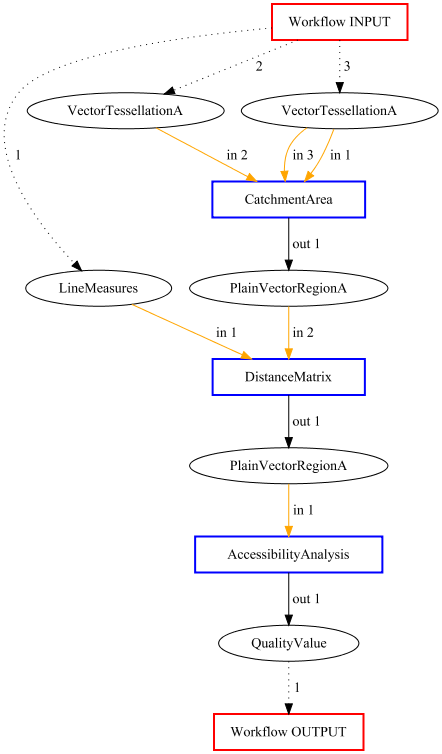 Workflow INPUT
2
3
VectorTessellationA
VectorTessellationA
1
in 2
in 3
in 1
CatchmentArea
out 1
LineMeasures
PlainVectorRegionA
in 1
in 2
DistanceMatrix
out 1
PlainVectorRegionA
in 1
AccessibilityAnalysis
out 1
QualityValue
1
Workflow OUTPUT